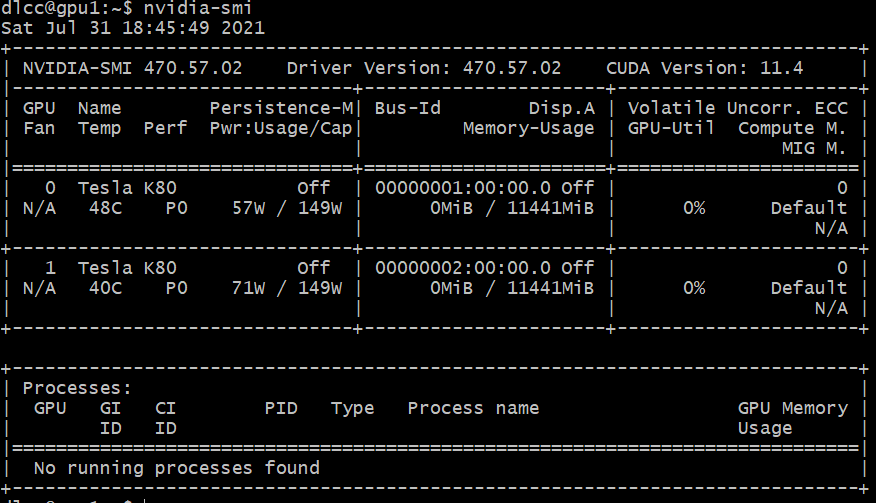 dlcc@gpu1:~$ nvidia-smi
Sat Jul 31 18:45:49 2021
+-----------------------------------------------------------------------------+
| NVIDIA-SMI 470.57.02    Driver Version: 470.57.02    CUDA Version: 11.4     |
|-------------------------------+----------------------+----------------------+
| GPU  Name        Persistence-M| Bus-Id        Disp.A | Volatile Uncorr. ECC |
| Fan  Temp  Perf  Pwr:Usage/Cap|         Memory-Usage | GPU-Util  Compute M. |
|                               |                      |               MIG M. |
|===============================+======================+======================|
|   0  Tesla K80           Off  | 00000001:00:00.0 Off |                    0 |
| N/A   48C    P0    57W / 149W |      0MiB / 11441MiB |      0%      Default |
|                               |                      |                  N/A |
+-------------------------------+----------------------+----------------------+
|   1  Tesla K80           Off  | 00000002:00:00.0 Off |                    0 |
| N/A   40C    P0    71W / 149W |      0MiB / 11441MiB |      0%      Default |
|                               |                      |                  N/A |
+-------------------------------+----------------------+----------------------+

+-----------------------------------------------------------------------------+
| Processes:                                                                  |
|  GPU   GI   CI        PID   Type   Process name                  GPU Memory |
|        ID   ID                                                   Usage      |
|=============================================================================|
|  No running processes found                                                 |
+-----------------------------------------------------------------------------+
dlcc@gpu1:~$